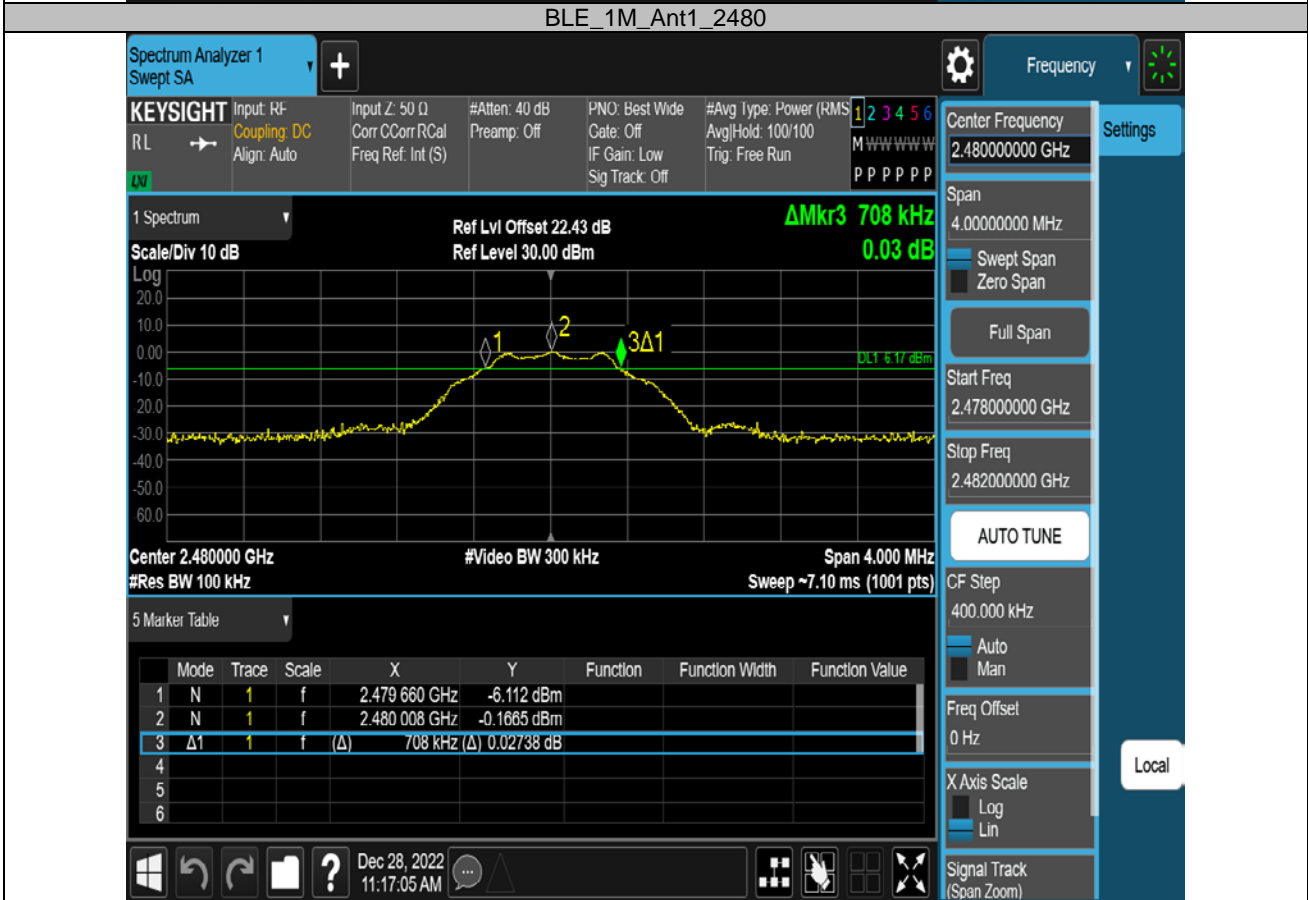 BLE_1M_Ant1_2480
Spectrum Analyzer 1
Swept SA
Frequency
KEYSIGHT
RL
LXI
Input: RF
Coupling: DC
Align: Auto
Input Z: 50 Ω
Corr CCorr RCal
Freq Ref: Int (S)
#Atten: 40 dB
Preamp: Off
PNO: Best Wide
Gate: Off
IF Gain: Low
Sig Track: Off
#Avg Type: Power (RMS
Avg|Hold: 100/100
Trig: Free Run
1 2 3 4 5 6
M W W W W W
P P P P P P
1 Spectrum
Scale/Div 10 dB
Ref Lvl Offset 22.43 dB
Ref Level 30.00 dBm
ΔMkr3 708 kHz
0.03 dB
Log
20.0
10.0
0.00
-10.0
20.0
-30.0
-40.0
-50.0
60.0
1
2
3Δ1
DL1 6.17 dBm
Center 2.480000 GHz
#Video BW 300 kHz
Span 4.000 MHz
#Res BW 100 kHz
Sweep ~7.10 ms (1001 pts)
5 Marker Table
Mode Trace Scale X Y Function Function Width Function Value
1 N 1 f 2.479 660 GHz -6.112 dBm
2 N 1 f 2.480 008 GHz -0.1665 dBm
3 Δ1 1 f (Δ) 708 kHz (Δ) 0.02738 dB
4
5
6
Dec 28, 2022
11:17:05 AM
Center Frequency
2.480000000 GHz
Settings
Span
4.00000000 MHz
Swept Span
Zero Span
Full Span
Start Freq
2.478000000 GHz
Stop Freq
2.482000000 GHz
AUTO TUNE
CF Step
400.000 kHz
Auto
Man
Freq Offset
0 Hz
X Axis Scale
Log
Lin
Local
Signal Track
(Span Zoom)